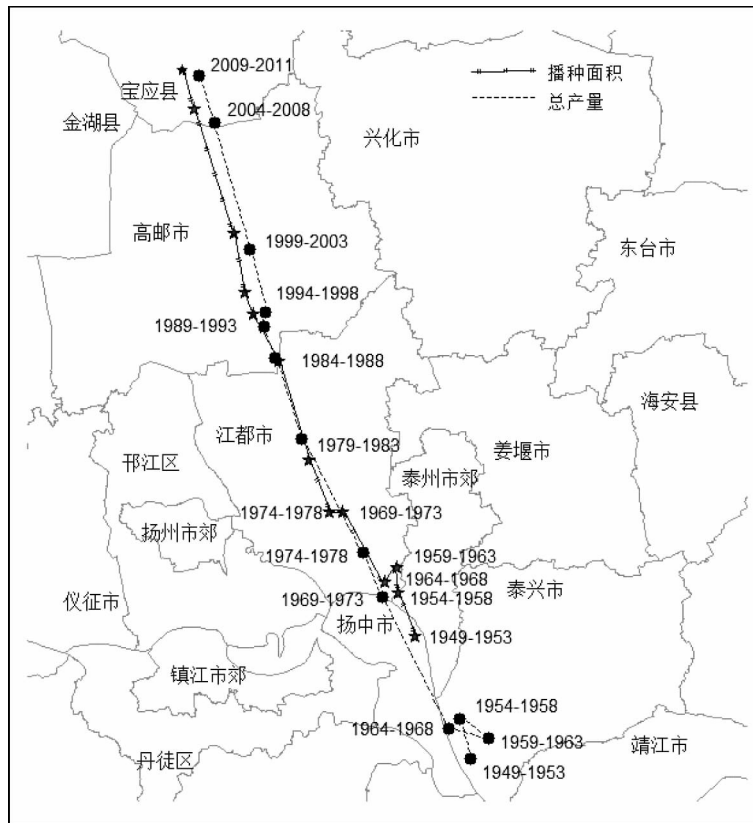 2009-2011
播种面积
宝应县
总产量
金湖县
2004-2008
兴化市
高邮市
1999-2003
东台市
1994-1998
1989-1993
1984-1988
海安县
江都市
1979-1983
姜堰市
邗江区
泰州市郊
1974-1978
1969-1973
扬州市郊
1974-1978
1959-1963
1964-1968
泰兴市
1969-1973
1954-1958
仪征市
扬中市
1949-1953
镇江市郊
1954-1958
1964-1968
1959-1963
靖江市
丹徒区
1949-1953